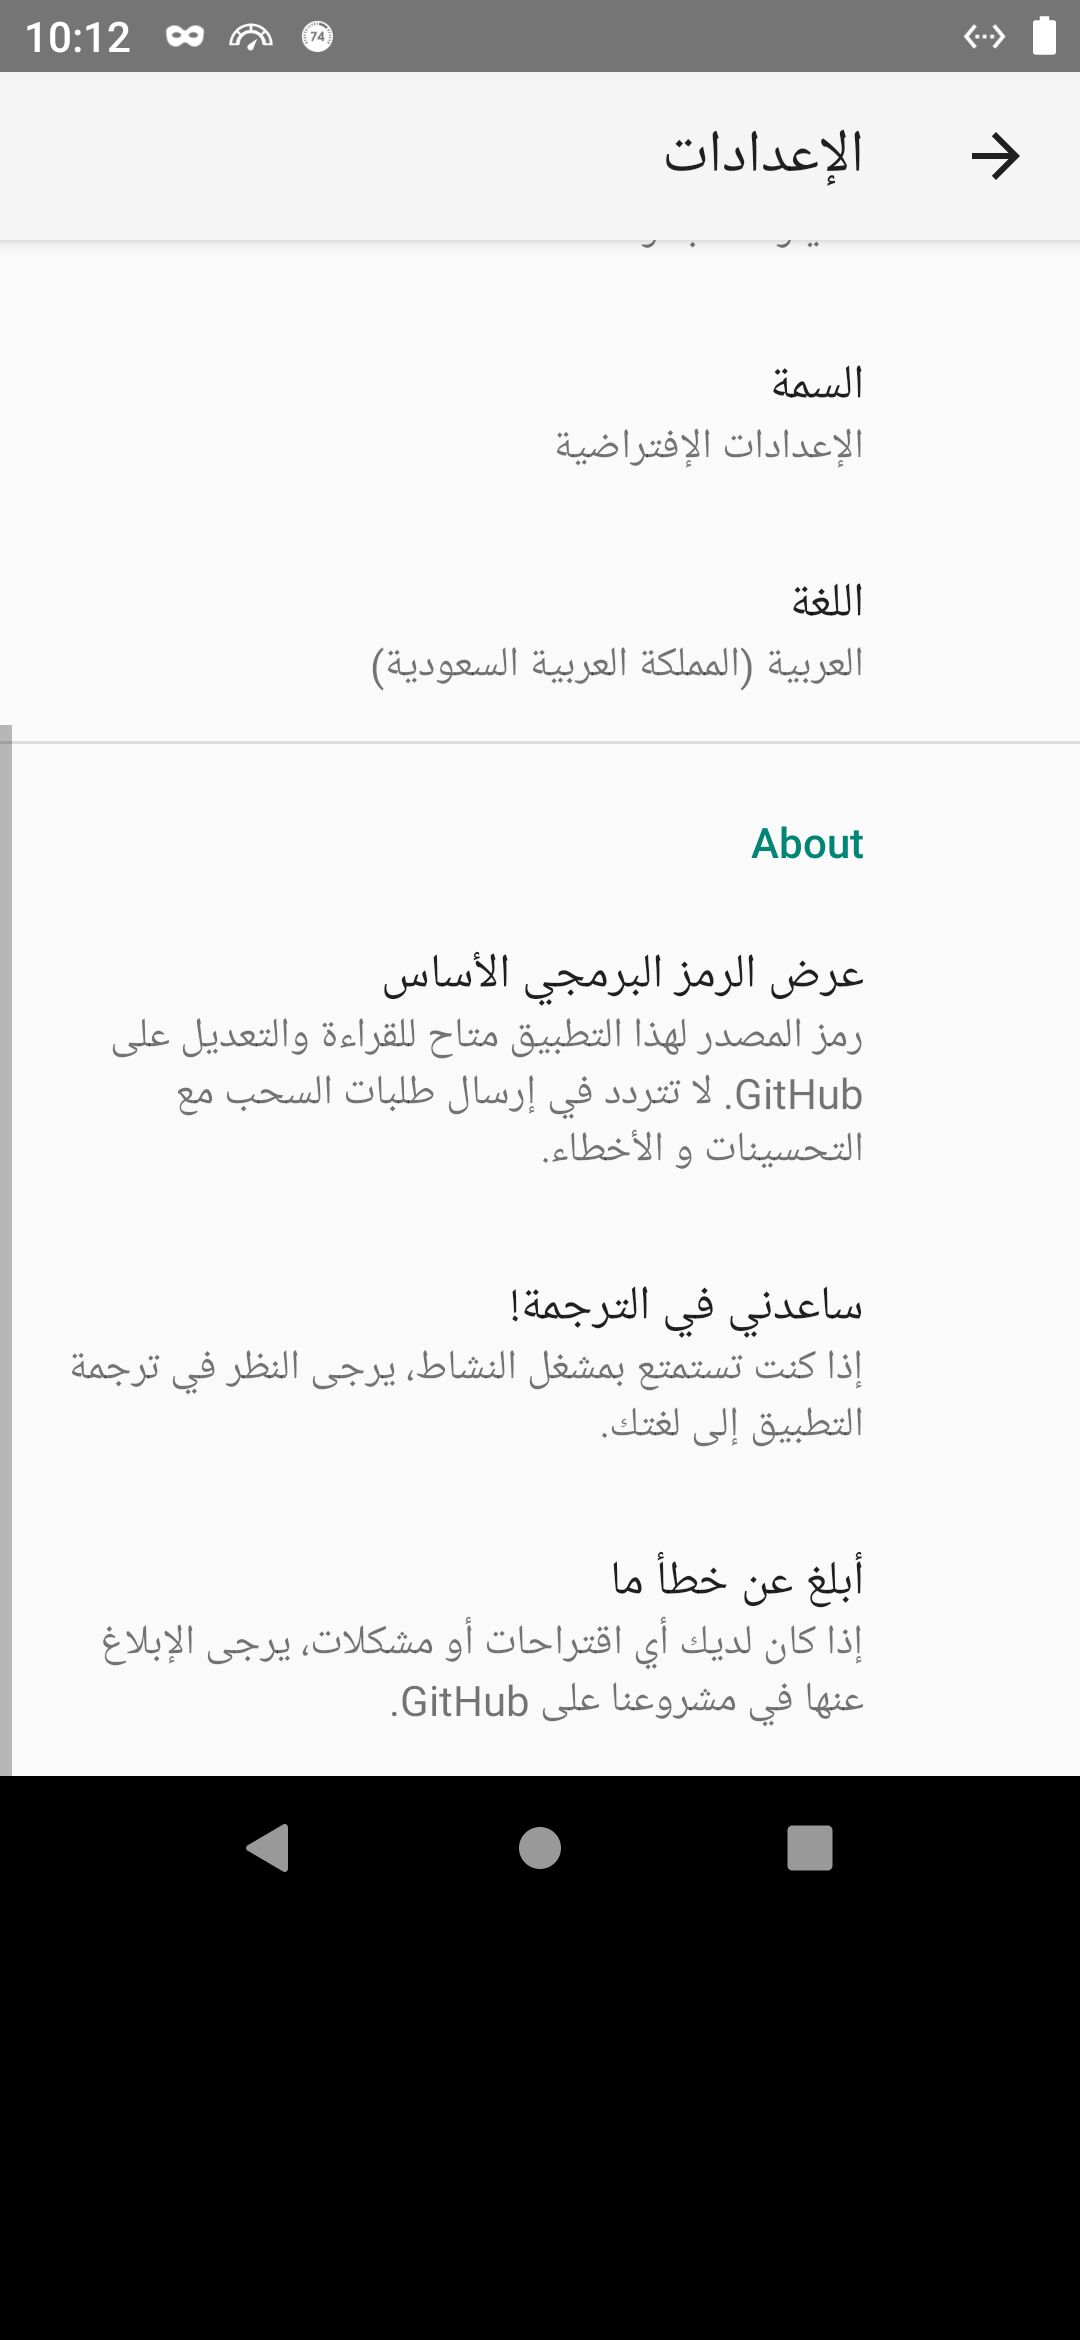 10:12
74
الإعدادات
السمة
الإعدادات الإفتراضية
اللغة
العربية (المملكة العربية السعودية)
About
عرض الرمز البرمجي الأساس
رمز المصدر لهذا التطبيق متاح للقراءة والتعديل على
GitHub. لا تتردد في إرسال طلبات السحب مع
التحسينات و الأخطاء.
ساعدني في الترجمة!
إذا كنت تستمتع بمشغل النشاط، يرجى النظر في ترجمة
التطبيق إلى لغتك.
أبلغ عن خطأ ما
إذا كان لديك أي اقتراحات أو مشكلات، يرجى الإبلاغ
عنها في مشروعنا على GitHub.